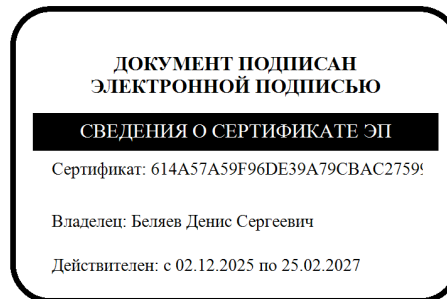 ДОКУМЕНТ ПОДПИСАН
ЭЛЕКТРОННОЙ ПОДПИСЬЮ
СВЕДЕНИЯ О СЕРТИФИКАТЕ ЭП
Сертификат: 614A57A59F96DE39A79CBAC27599
Владелец: Беляев Денис Сергеевич
Действителен: с 02.12.2025 по 25.02.2027